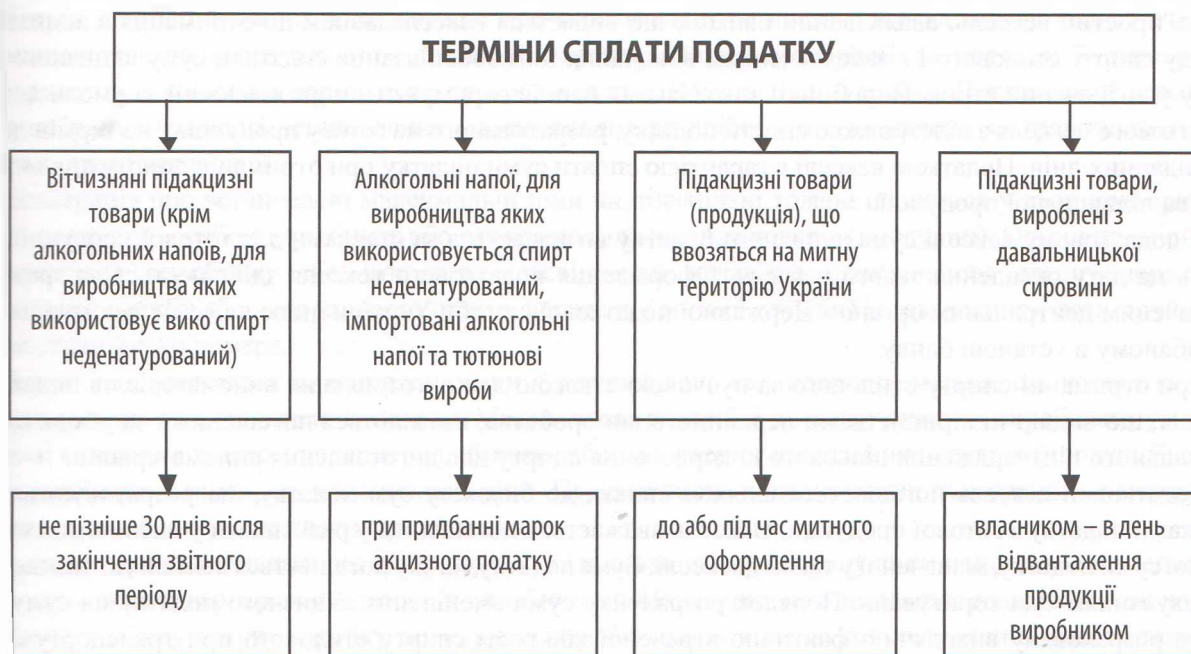 ТЕРМІНИ СПЛАТИ ПОДАТКУ
Вітчизняні підакцизні
товари (крім
алкогольних напоїв, для
виробництва яких
використовує вико спирт
неденатурований)
Алкогольні напої, для
виробництва яких
використовується спирт
неденатурований,
імпортовані алкогольні
напої та тютюнові
вироби
Підакцизні товари
(продукція), що
ввозяться на митну
територію України
Підакцизні товари,
вироблені з
давальницької
сировини
не пізніше 30 днів після
закінчення звітного
періоду
при придбанні марок
акцизного податку
до або під час митного
оформлення
власником – в день
відвантаження
продукції
виробником